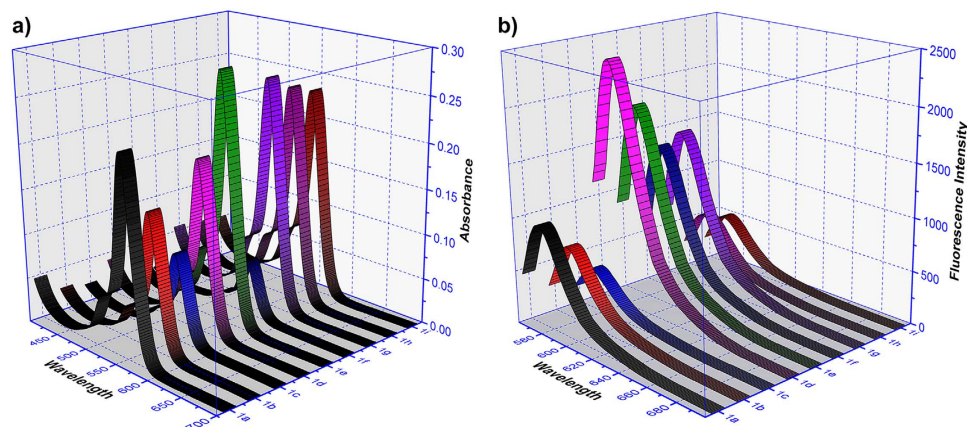 a)
0.30
0.25
0.20
0.15
0.10
0.05
0.00
Absorbance
450
500
550
600
650
700
Wavelength
1a
1b
1c
1d
1e
1f
1g
1h
1i
b)
2500
2000
1500
1000
500
0
Fluorescence Intensity
580
600
620
640
660
680
Wavelength
1a
1b
1c
1d
1e
1f
1g
1h
1i